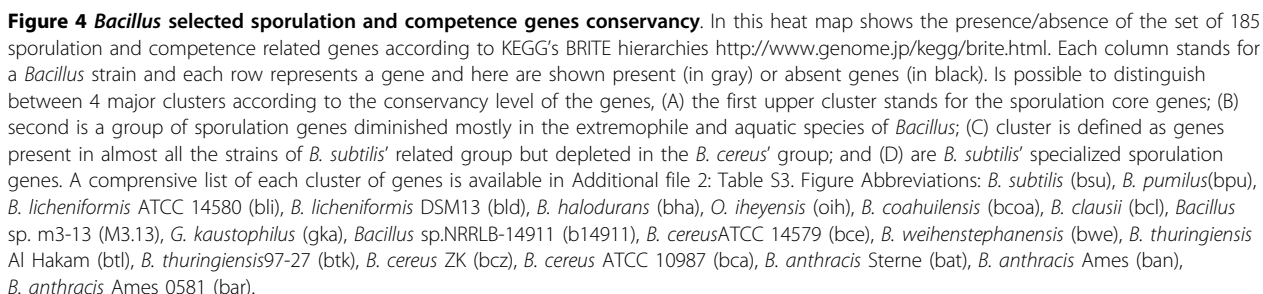 Figure 4 Bacillus selected sporulation and competence genes conservancy. In this heat map shows the presence/absence of the set of 185
sporulation and competence related genes according to KEGG's BRITE hierarchies http://www.genome.jp/kegg/brite.html. Each column stands for
a Bacillus strain and each row represents a gene and here are shown present (in gray) or absent genes (in black). Is possible to distinguish
between 4 major clusters according to the conservancy level of the genes, (A) the first upper cluster stands for the sporulation core genes; (B)
second is a group of sporulation genes diminished mostly in the extremophile and aquatic species of Bacillus; (C) cluster is defined as genes
present in almost all the strains of B. subtilis' related group but depleted in the B. cereus' group; and (D) are B. subtilis' specialized sporulation
genes. A comprensive list of each cluster of genes is available in Additional file 2: Table S3. Figure Abbreviations: B. subtilis (bsu), B. pumilus(bpu),
B. licheniformis ATCC 14580 (bli), B. licheniformis DSM13 (bld), B. halodurans (bha), O. iheyensis (oih), B. coahuilensis (bcoa), B. clausii (bcl), Bacillus
sp. m3-13 (M3.13), G. kaustophilus (gka), Bacillus sp.NRRLB-14911 (b14911), B. cereusATCC 14579 (bce), B. weihenstephanensis (bwe), B. thuringiensis
Al Hakam (btl), B. thuringiensis97-27 (btk), B. cereus ZK (bcz), B. cereus ATCC 10987 (bca), B. anthracis Sterne (bat), B. anthracis Ames (ban),
B. anthracis Ames 0581 (bar).